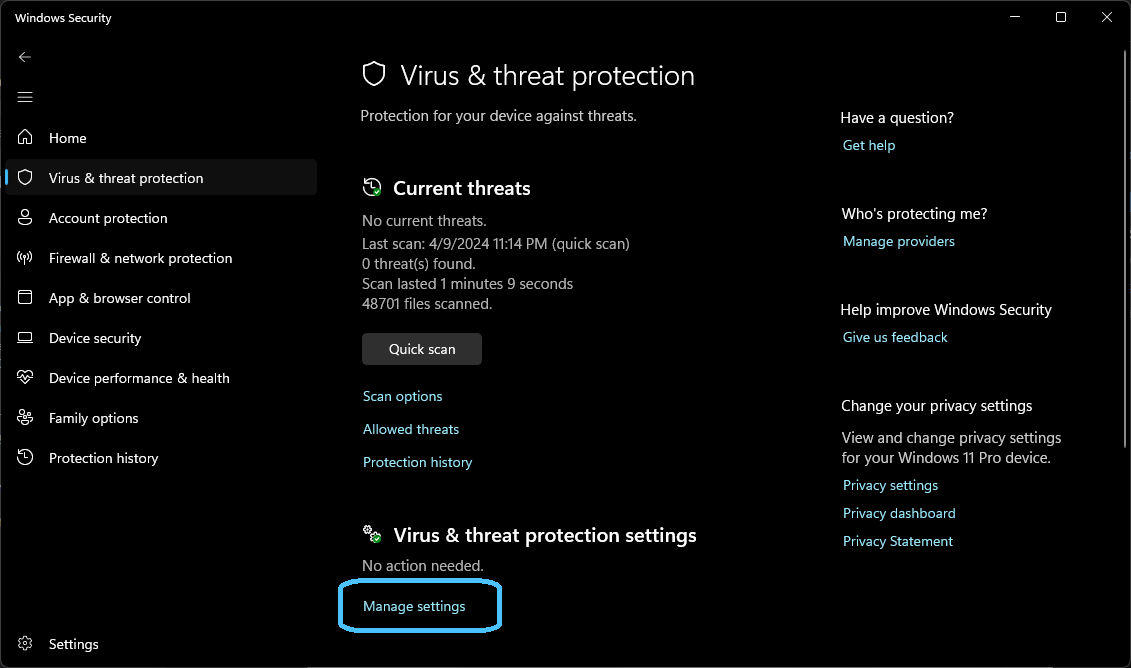 Windows Security
Home
Virus & threat protection
Account protection
Firewall & network protection
App & browser control
Device security
Device performance & health
Family options
Protection history
Settings
Virus & threat protection
Protection for your device against threats.
Current threats
No current threats.
Last scan: 4/9/2024 11:14 PM (quick scan)
0 threat(s) found.
Scan lasted 1 minutes 9 seconds
48701 files scanned.
Quick scan
Scan options
Allowed threats
Protection history
Virus & threat protection settings
No action needed.
Manage settings
Have a question?
Get help
Who's protecting me?
Manage providers
Help improve Windows Security
Give us feedback
Change your privacy settings
View and change privacy settings
for your Windows 11 Pro device.
Privacy settings
Privacy dashboard
Privacy Statement